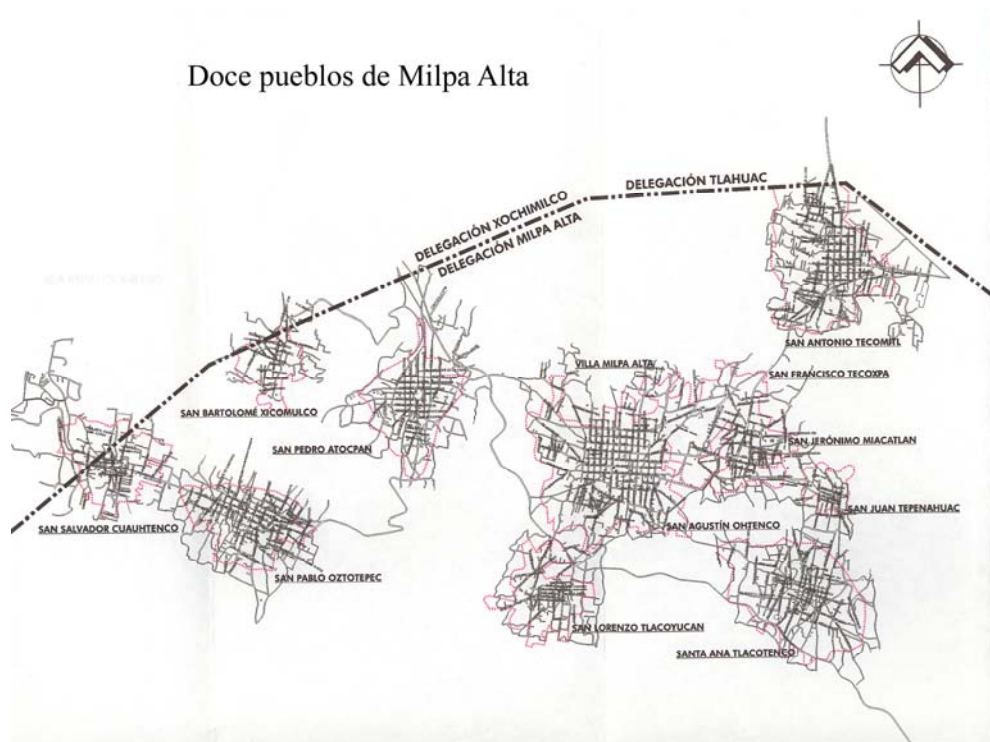 Doce pueblos de Milpa Alta
DELEGACIÓN TLAHUAC
DELEGACIÓN XOCHIMILCO
DELEGACIÓN MILPA ALTA
SAN ANTONIO TECOMITL
VILLA MILPA ALTA
SAN FRANCISCO TECOXPA
SAN BARTOLOMÉ XICOMULCO
SAN PEDRO ATOCPAN
SAN JERÓNIMO MIACATLAN
SAN JUAN TEPENAHUAC
SAN SALVADOR CUAUHTENCO
SAN AGUSTÍN OHTENCO
SAN PABLO OZTOTEPEC
SAN LORENZO TLACOYUCAN
SANTA ANA TLACOTENCO